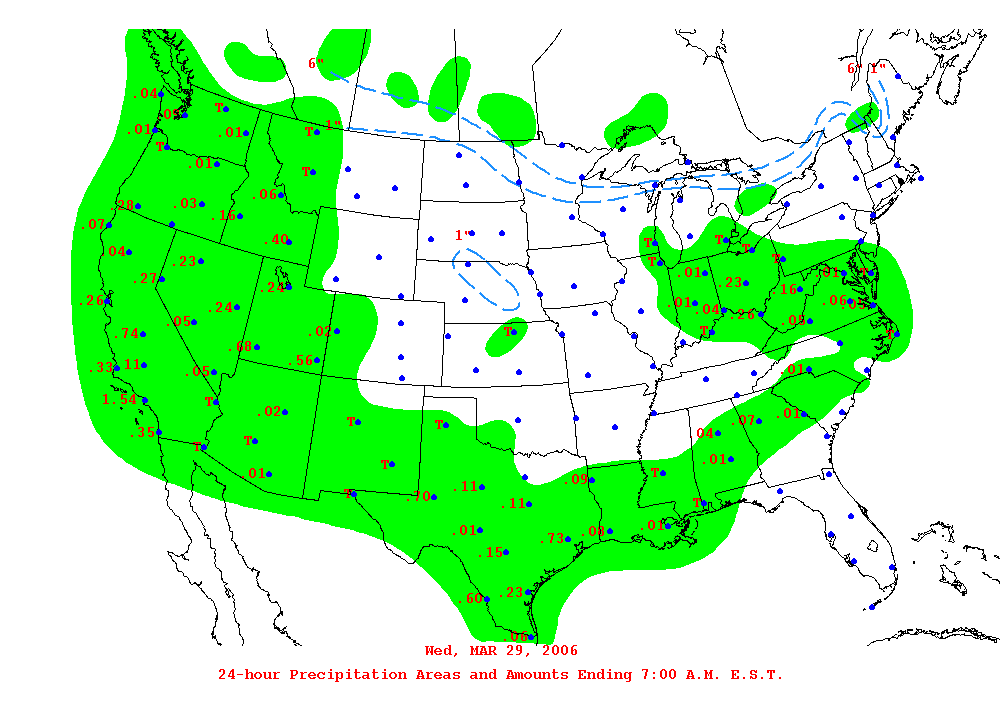 6"
6" 1"
.04
T
.05
1"
.01
.01
T
T
.01
T
.06
.28
.03
.16
.07
.40
1"
T
T
.04
T
.23
T
T
.27
.01
.01
T
.24
.23
.16
.26
.24
.01
.04
.06
.05
.26
.05
.03
.74
.02
T
T
T
.68
.33
.11
.56
.05
.01
1.54
T
.02
.01
T
T
.07
.35
T
.04
T
T
.01
.01
T
.09
.11
T
.70
.11
T
.01
.01
.08
.73
.15
.60
.23
.06
Wed, MAR 29, 2006
24-hour Precipitation Areas and Amounts Ending 7:00 A.M. E.S.T.